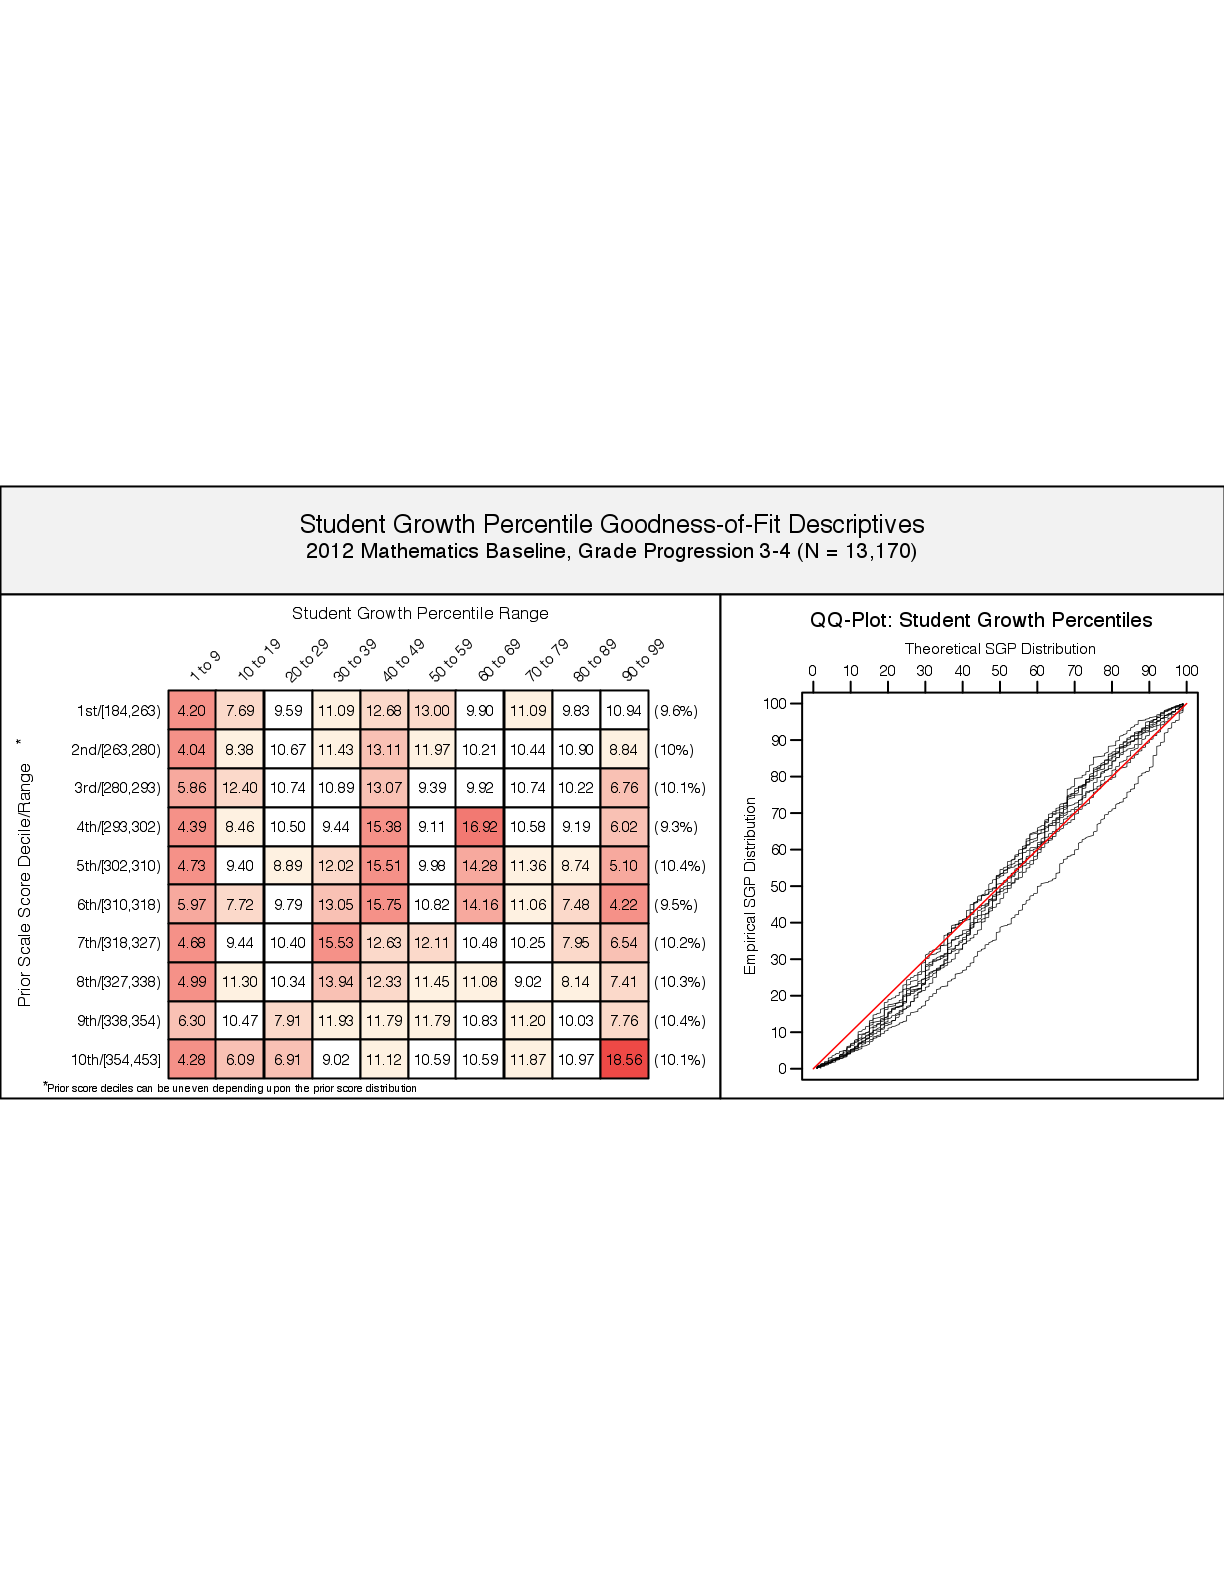 Student Growth Percentile Goodness-of-Fit Descriptives
2012 Mathematics Baseline, Grade Progression 3-4 (N = 13,170)
Student Growth Percentile Range
1 to 9 10 to 19 20 to 29 30 to 39 40 to 49 50 to 59 60 to 69 70 to 79 80 to 89 90 to 99
Prior Scale Score Decile/Range *
1st/[184,263) 4.20 7.69 9.59 11.09 12.68 13.00 9.90 11.09 9.83 10.94 (9.6%)
2nd/[263,280) 4.04 8.38 10.67 11.43 13.11 11.97 10.21 10.44 10.90 8.84 (10%)
3rd/[280,293) 5.86 12.40 10.74 10.89 13.07 9.39 9.92 10.74 10.22 6.76 (10.1%)
4th/[293,302) 4.39 8.46 10.50 9.44 15.38 9.11 16.92 10.58 9.19 6.02 (9.3%)
5th/[302,310) 4.73 9.40 8.89 12.02 15.51 9.98 14.28 11.36 8.74 5.10 (10.4%)
6th/[310,318) 5.97 7.72 9.79 13.05 15.75 10.82 14.16 11.06 7.48 4.22 (9.5%)
7th/[318,327) 4.68 9.44 10.40 15.53 12.63 12.11 10.48 10.25 7.95 6.54 (10.2%)
8th/[327,338) 4.99 11.30 10.34 13.94 12.33 11.45 11.08 9.02 8.14 7.41 (10.3%)
9th/[338,354) 6.30 10.47 7.91 11.93 11.79 11.79 10.83 11.20 10.03 7.76 (10.4%)
10th/[354,453] 4.28 6.09 6.91 9.02 11.12 10.59 10.59 11.87 10.97 18.56 (10.1%)
*Prior score deciles can be uneven depending upon the prior score distribution
QQ-Plot: Student Growth Percentiles
Theoretical SGP Distribution
0 10 20 30 40 50 60 70 80 90 100
Empirical SGP Distribution
100
90
80
70
60
50
40
30
20
10
0